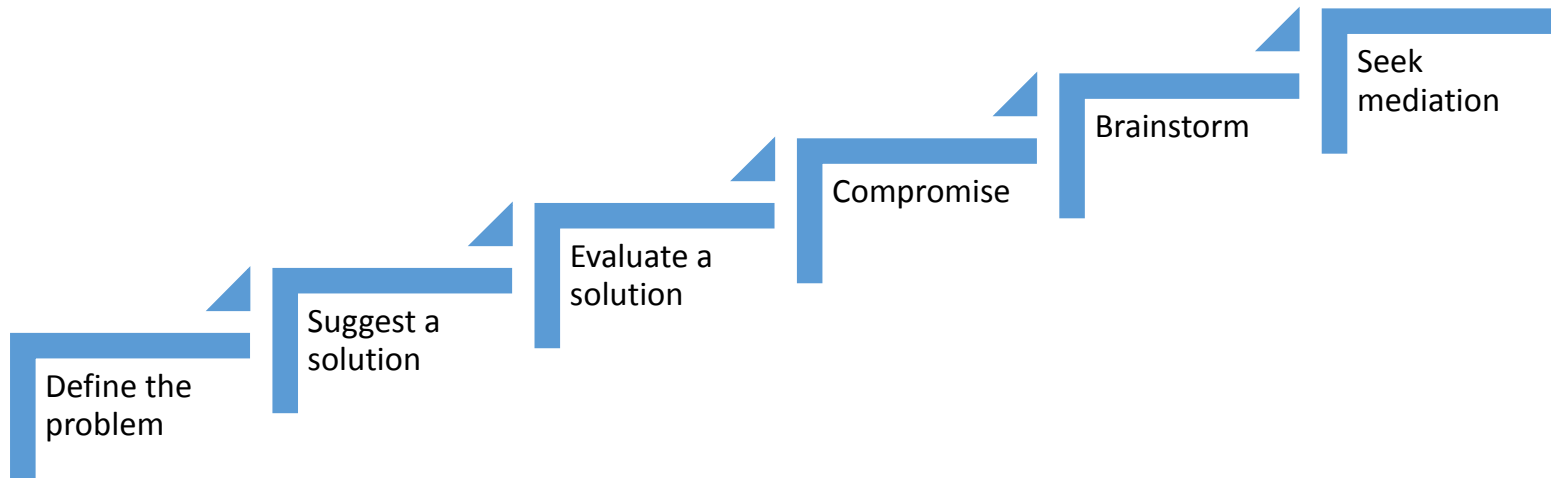 Define the
problem
Suggest a
solution
Evaluate a
solution
Compromise
Brainstorm
Seek
mediation